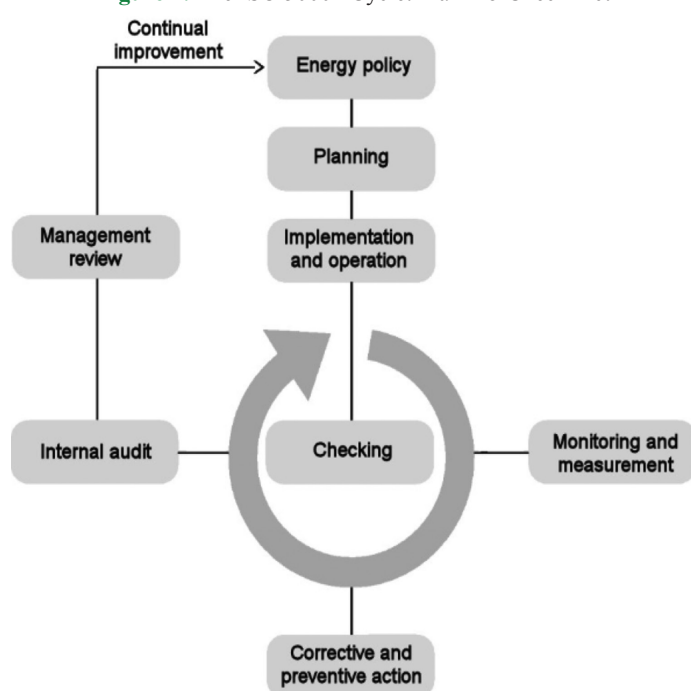 Continual
improvement
Energy policy
Planning
Management
review
Implementation
and operation
Internal audit
Checking
Monitoring and
measurement
Corrective and
preventive action